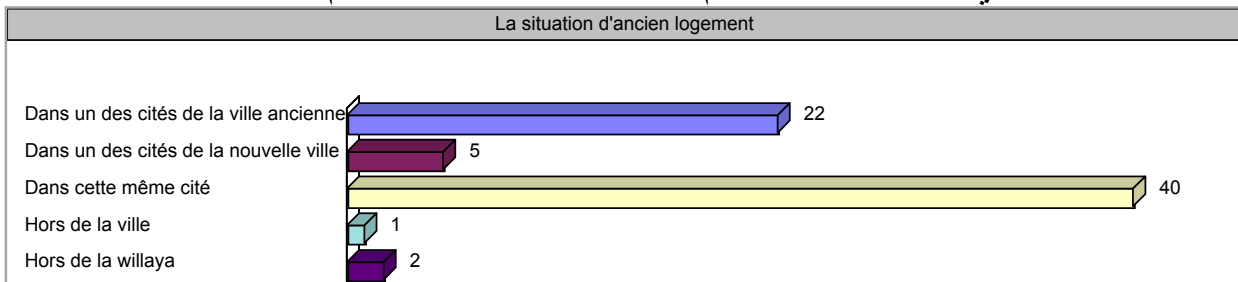 La situation d'ancien logement
Dans un des cités de la ville ancienne 22
Dans un des cités de la nouvelle ville 5
Dans cette même cité 40
Hors de la ville 1
Hors de la willaya 2